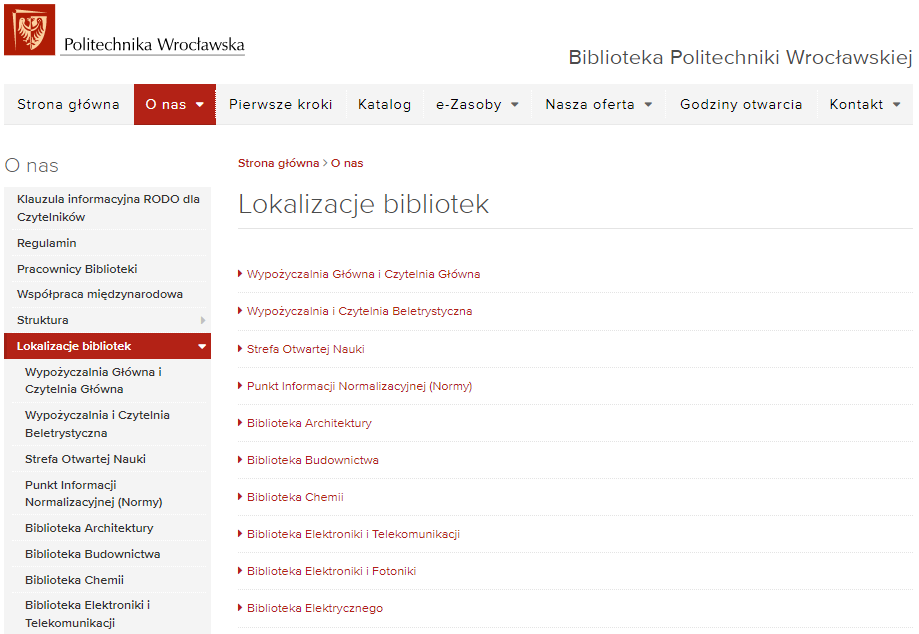 Politechnika Wrocławska
Biblioteka Politechniki Wrocławskiej
Strona główna O nas Pierwsze kroki Katalog e-Zasoby Nasza oferta Godziny otwarcia Kontakt
O nas
Klauzula informacyjna RODO dla
Czytelników
Regulamin
Pracownicy Biblioteki
Współpraca międzynarodowa
Struktura
Lokalizacje bibliotek
Wypożyczalnia Główna i
Czytelnia Główna
Wypożyczalnia i Czytelnia
Beletrystyczna
Strefa Otwartej Nauki
Punkt Informacji
Normalizacyjnej (Normy)
Biblioteka Architektury
Biblioteka Budownictwa
Biblioteka Chemii
Biblioteka Elektroniki i
Telekomunikacji
Strona główna > O nas
Lokalizacje bibliotek
Wypożyczalnia Główna i Czytelnia Główna
Wypożyczalnia i Czytelnia Beletrystyczna
Strefa Otwartej Nauki
Punkt Informacji Normalizacyjnej (Normy)
Biblioteka Architektury
Biblioteka Budownictwa
Biblioteka Chemii
Biblioteka Elektroniki i Telekomunikacji
Biblioteka Elektroniki i Fotoniki
Biblioteka Elektrycznego